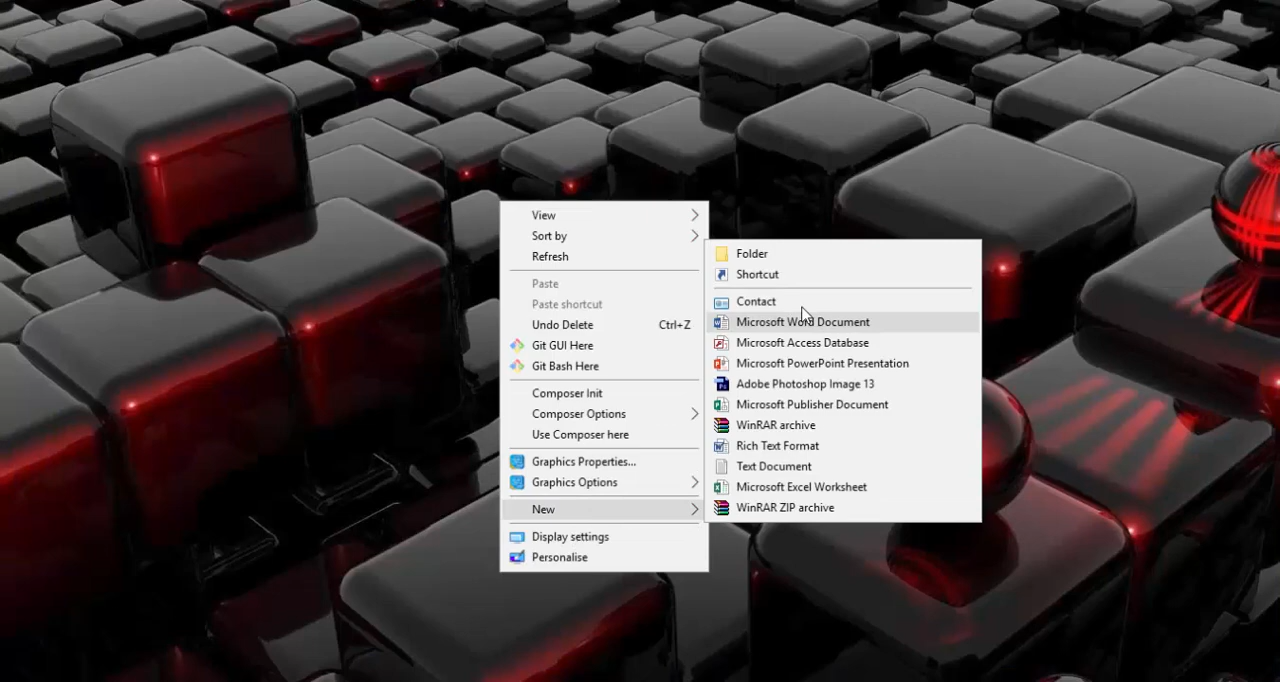 View
Sort by
Refresh
Paste
Paste shortcut
Undo Delete Ctrl+Z
Git GUI Here
Git Bash Here
Composer Init
Composer Options
Use Composer here
Graphics Properties...
Graphics Options
New
Display settings
Personalise
Folder
Shortcut
Contact
Microsoft Word Document
Microsoft Access Database
Microsoft PowerPoint Presentation
Adobe Photoshop Image 13
Microsoft Publisher Document
WinRAR archive
Rich Text Format
Text Document
Microsoft Excel Worksheet
WinRAR ZIP archive